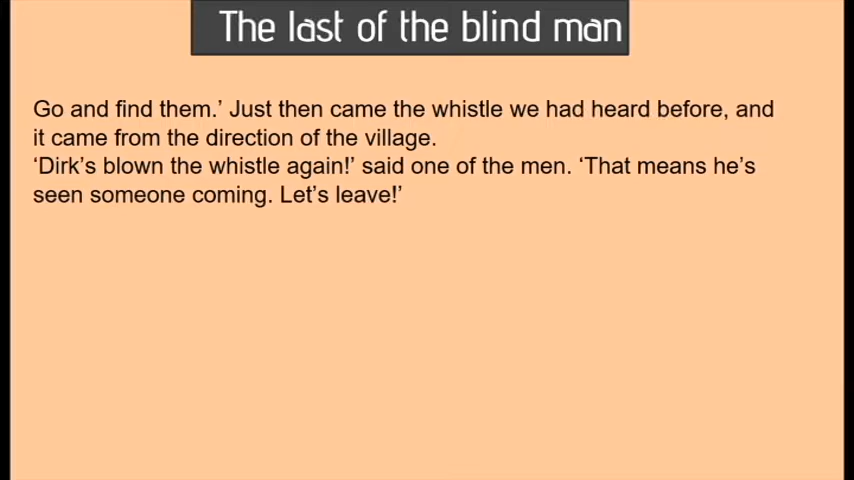 The last of the blind man
Go and find them.’ Just then came the whistle we had heard before, and
it came from the direction of the village.
‘Dirk’s blown the whistle again!’ said one of the men. ‘That means he’s
seen someone coming. Let’s leave!’